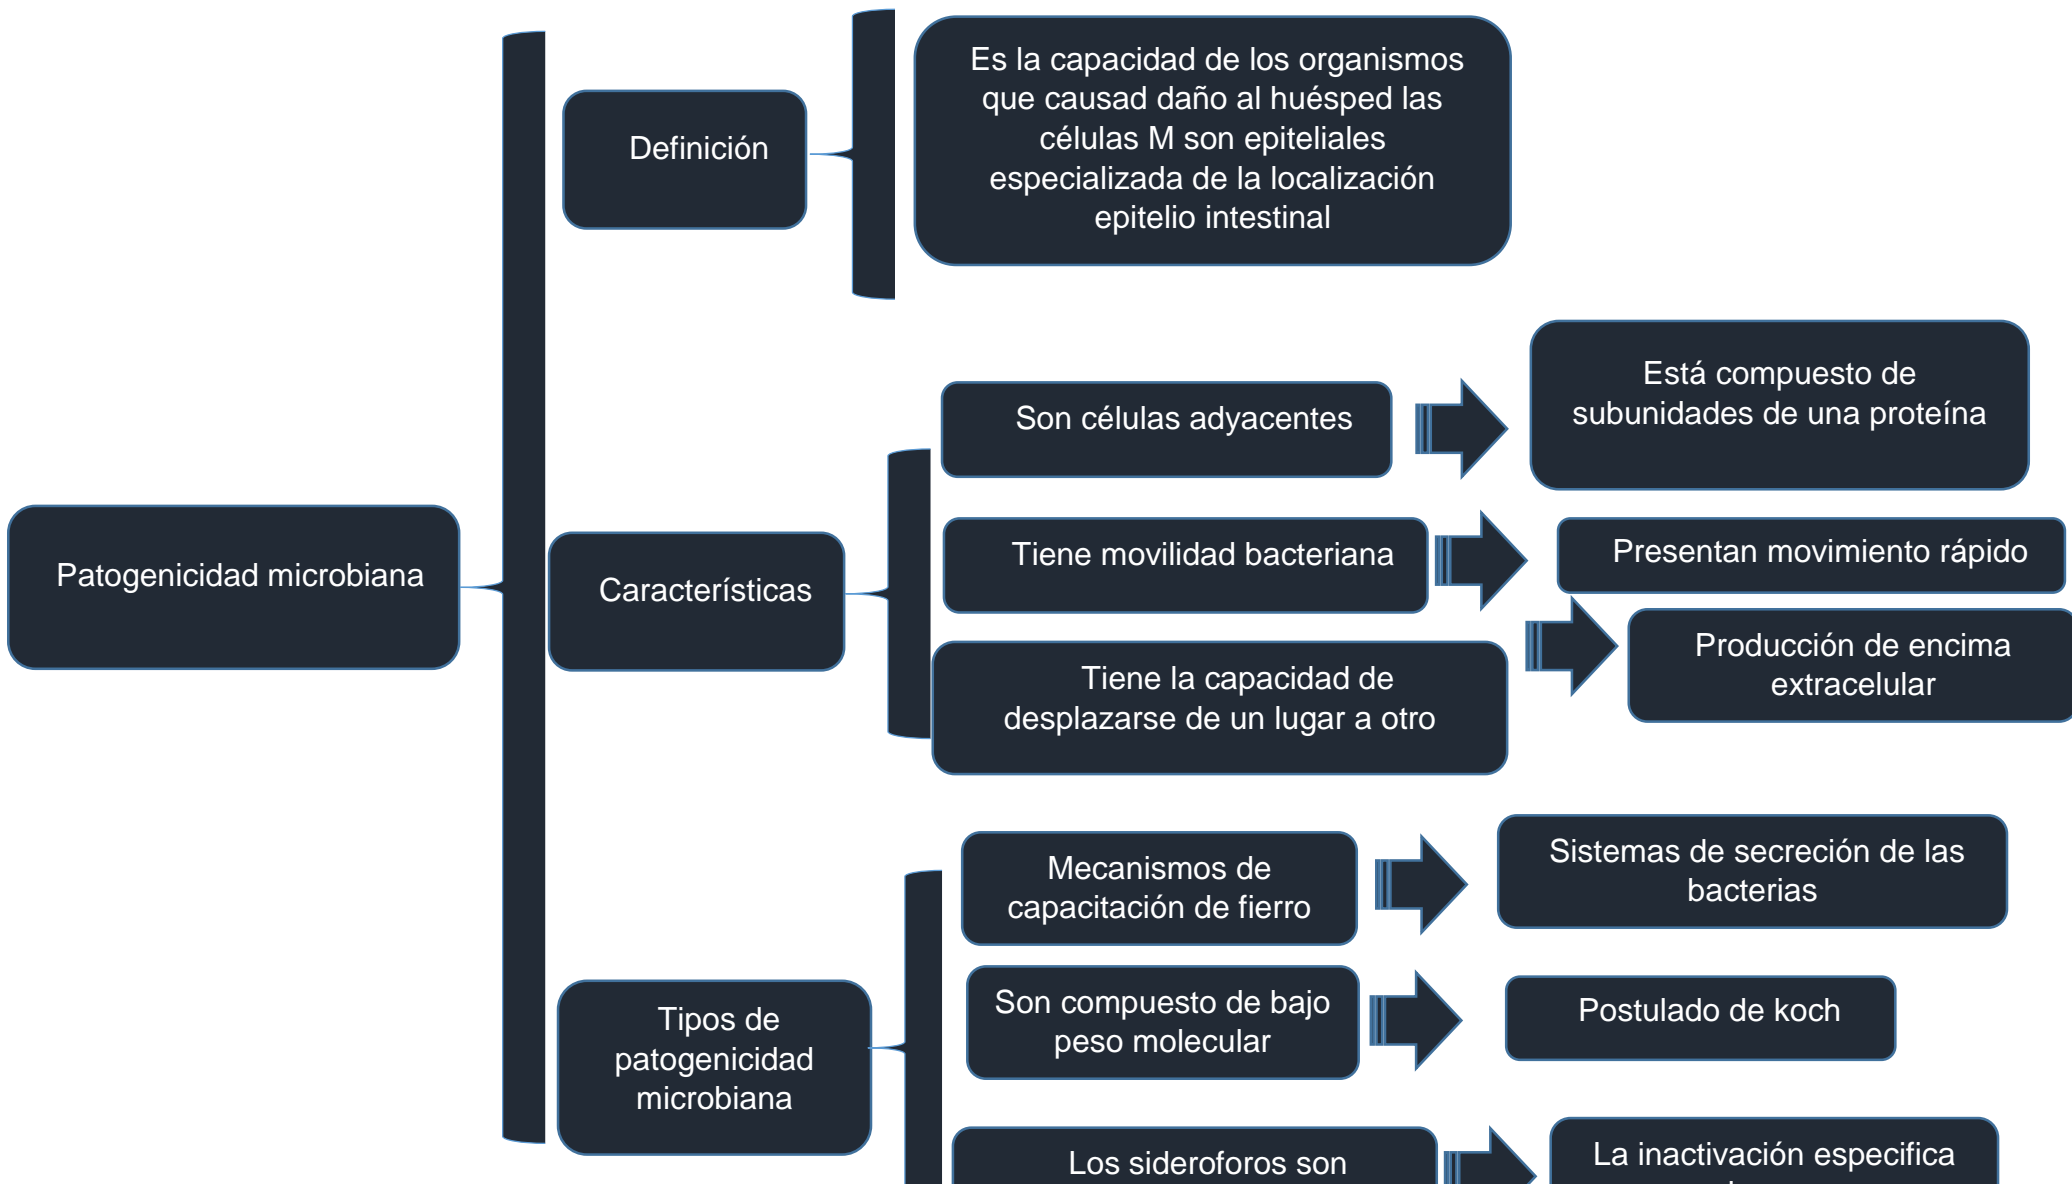 Es la capacidad de los organismos
que causad daño al huésped las
células M son epiteliales
especializada de la localización
epitelio intestinal
Definición
Está compuesto de
subunidades de una proteína
Son células adyacentes
Tiene movilidad bacteriana
Presentan movimiento rápido
Patogenicidad microbiana
Características
Producción de encima
extracelular
Tiene la capacidad de
desplazarse de un lugar a otro
Mecanismos de
capacitación de fierro
Sistemas de secreción de las
bacterias
Tipos de
patogenicidad
microbiana
Son compuesto de bajo
peso molecular
Postulado de koch
Los sideroforos son
La inactivación especifica